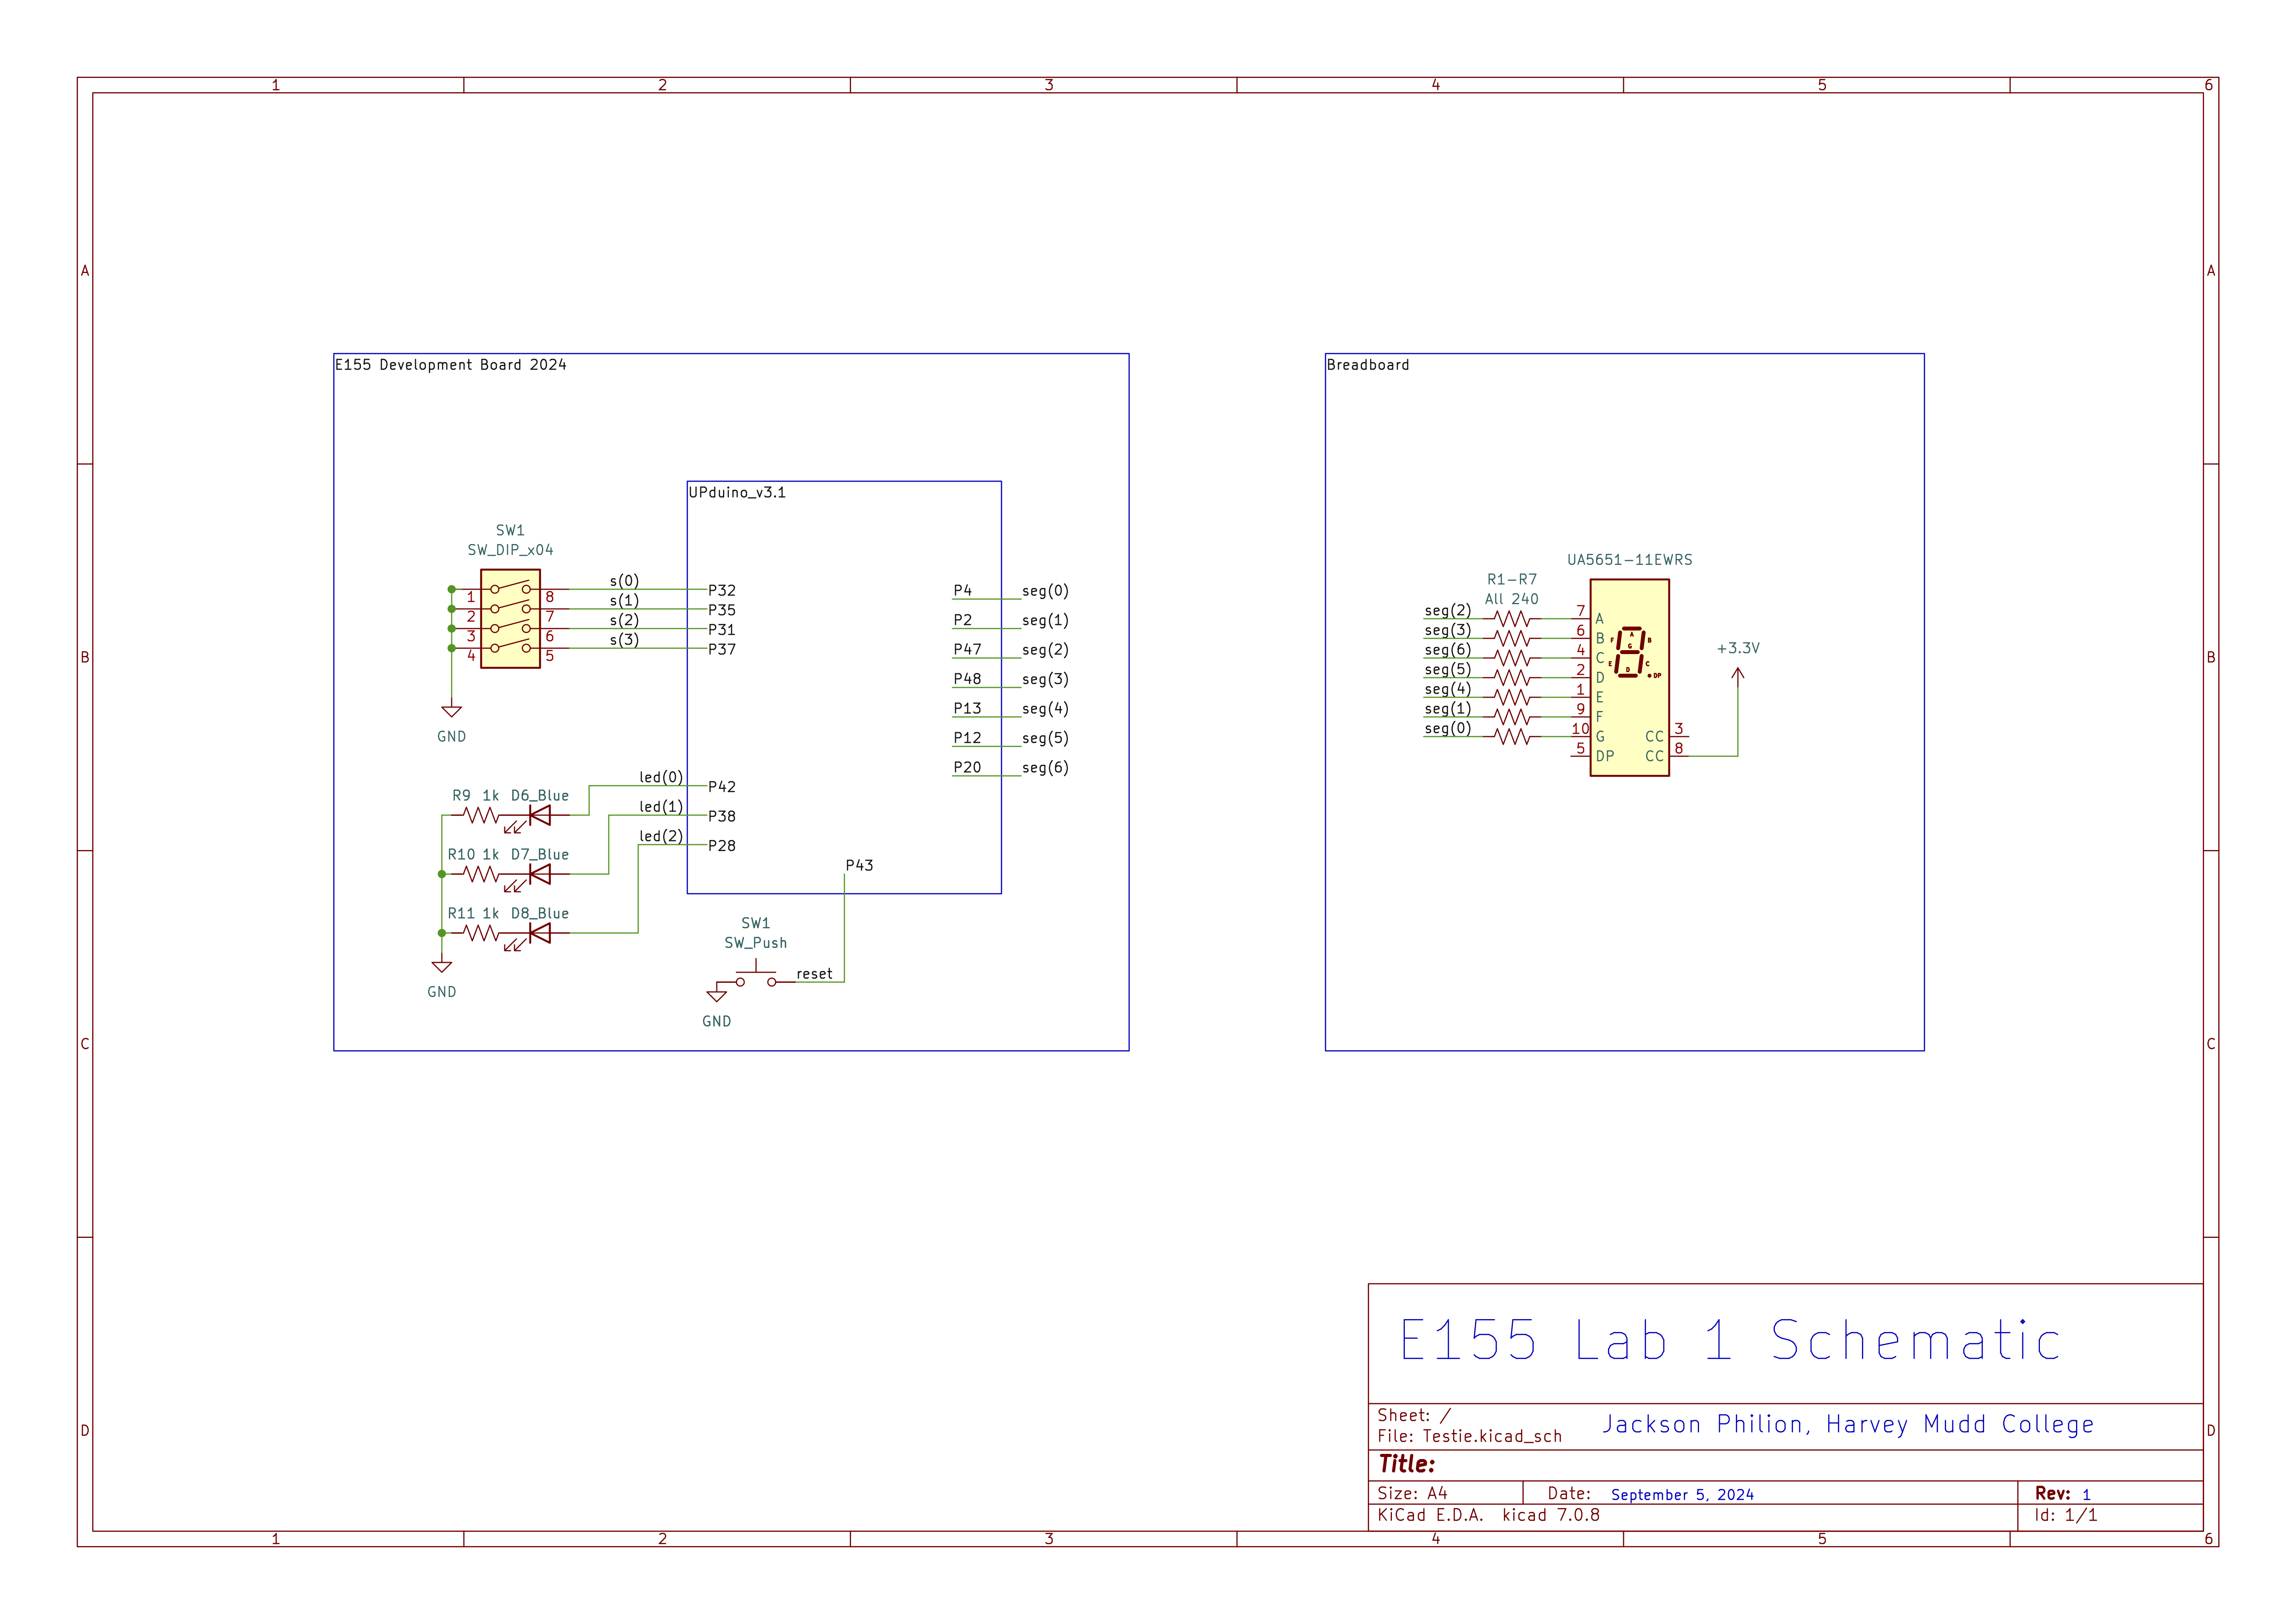 1 2 3 4 5 6
A A
B B
C C
D D
E155 Development Board 2024
UPduino_v3.1
SW1
SW_DIP_x04
1 8
2 7
3 6
4 5
s(0)
s(1)
s(2)
s(3)
P32
P35
P31
P37
GND
led(0)
led(1)
led(2)
P42
P38
P28
R9 1k D6_Blue
R10 1k D7_Blue
R11 1k D8_Blue
GND
P43
SW1
SW_Push
reset
GND
P4 seg(0)
P2 seg(1)
P47 seg(2)
P48 seg(3)
P13 seg(4)
P12 seg(5)
P20 seg(6)
Breadboard
UA5651-11EWRS
R1-R7
All 240
seg(2) 7 A
seg(3) 6 B
seg(6) 4 C
seg(5) 2 D
seg(4) 1 E
seg(1) 9 F
seg(0) 10 G CC 3
5 DP CC 8
A
F B
G
E C
D
DP
+3.3V
E155 Lab 1 Schematic
Sheet: /
File: Testie.kicad_sch
Jackson Philion, Harvey Mudd College
Title:
Size: A4 Date: September 5, 2024 Rev: 1
KiCad E.D.A. kicad 7.0.8 Id: 1/1
1 2 3 4 5 6